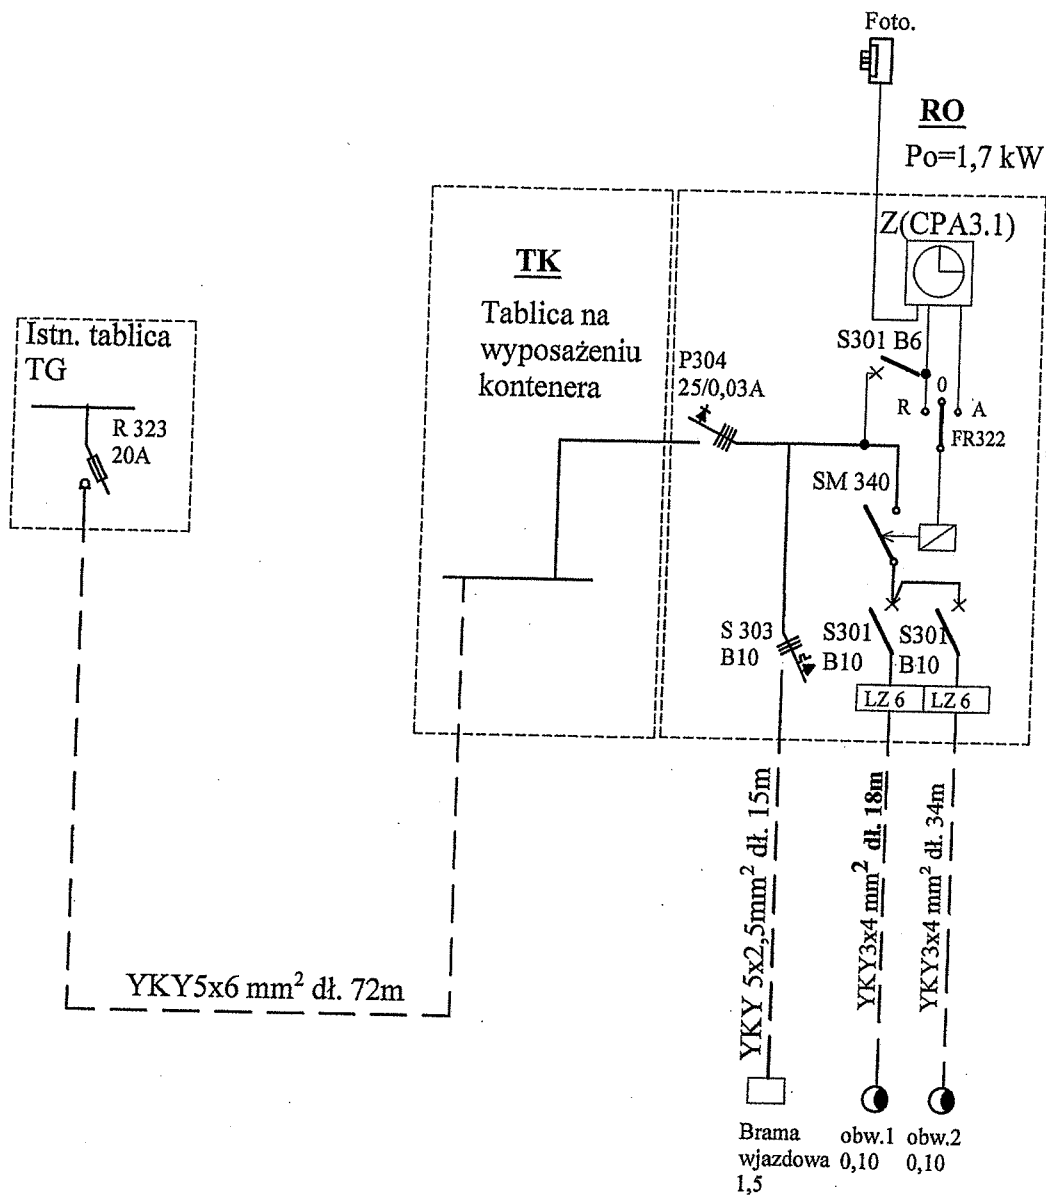 Foto.
RO
Po=1,7 kW
Z(CPA3.1)
TK
Tablica na
wyposażeniu
kontenera
Istn. tablica
TG
R 323
20A
P304
25/0,03A
S301 B6
0
R
A
FR322
SM 340
S 303
B10
S301
B10
S301
B10
LZ 6
LZ 6
YKY5x6 mm² dł. 72m
YKY 5x2,5mm² dł. 15m
YKY3x4 mm² dł. 18m
YKY3x4 mm² dł. 34m
Brama
wjazdowa
1,5
obw.1
0,10
obw.2
0,10